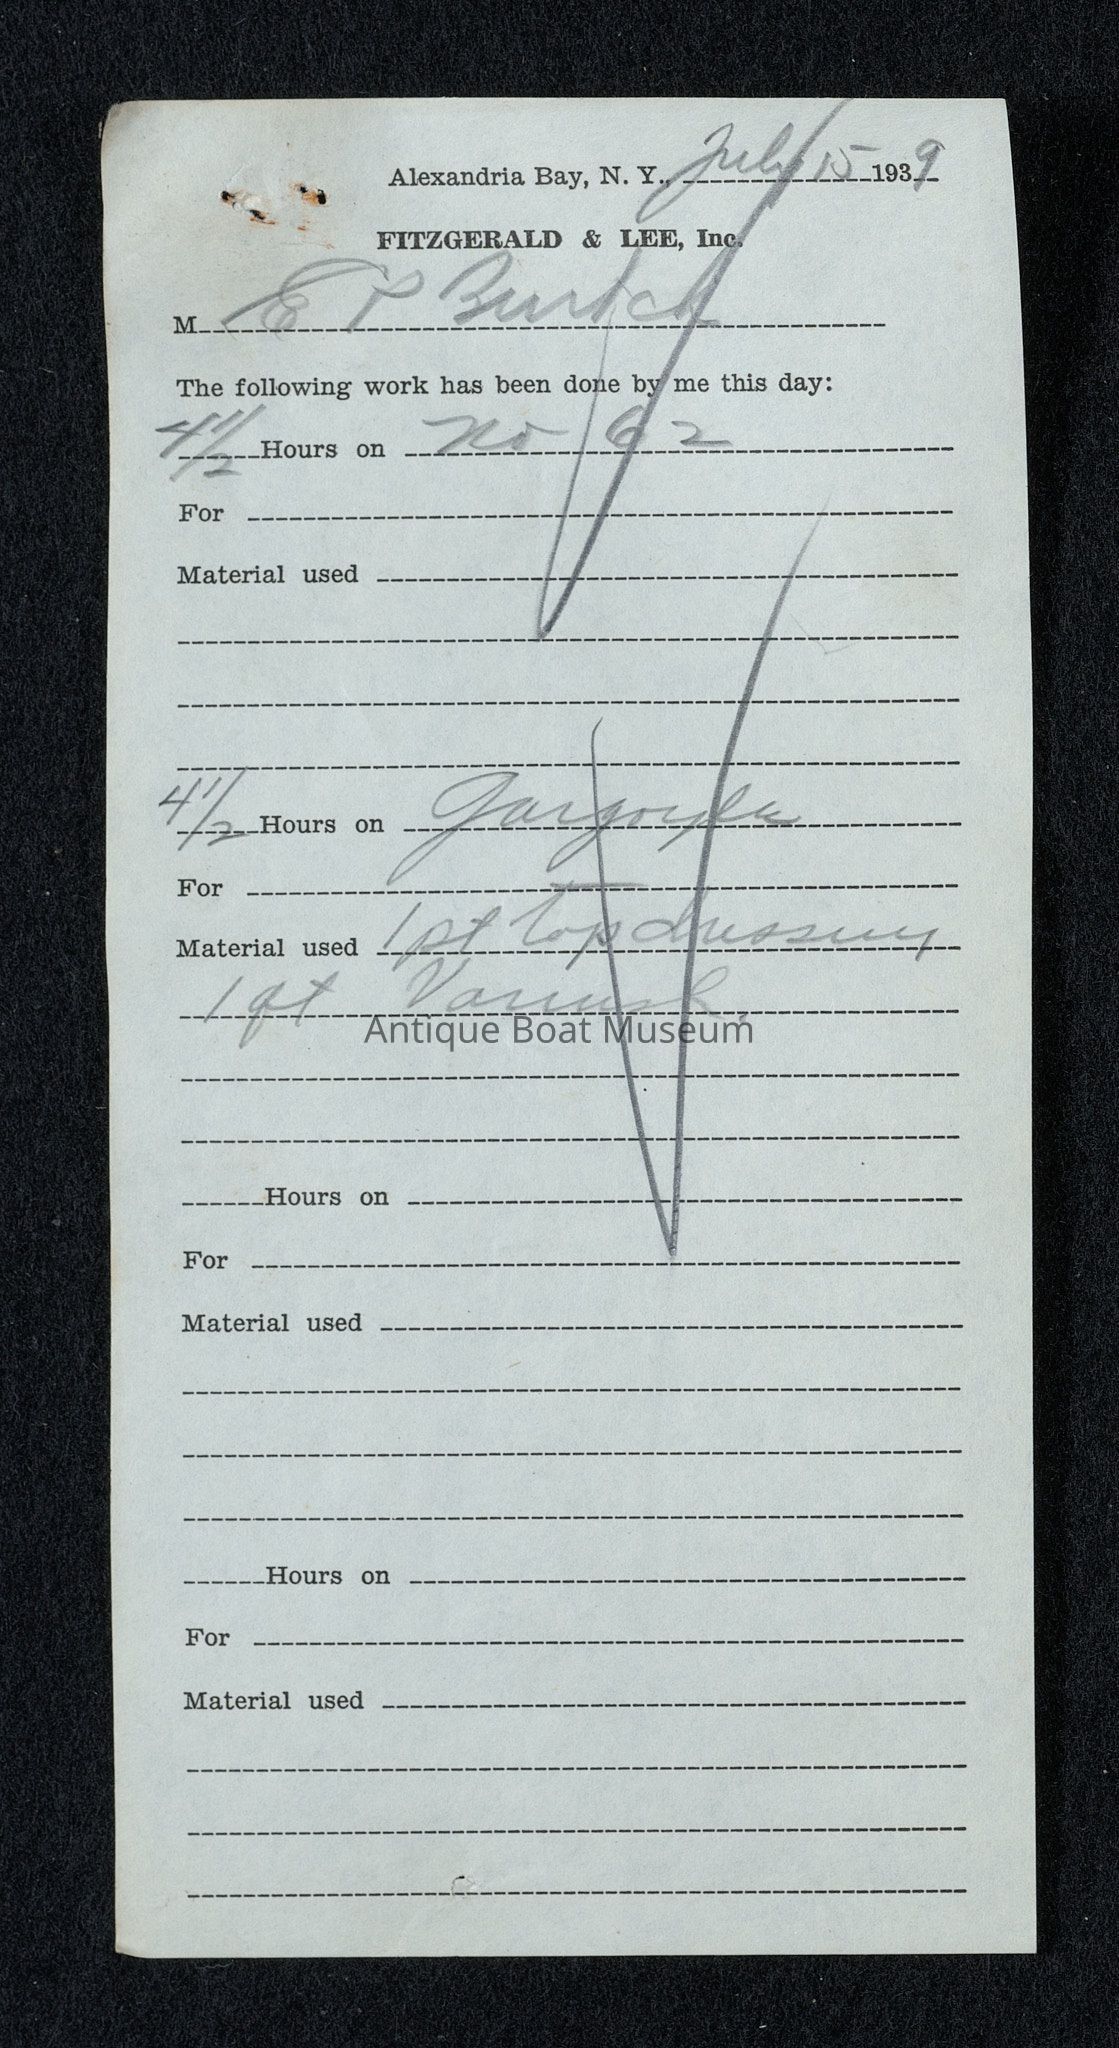 Alexandria Bay, N. Y., July 15 1939
FITZGERALD & LEE, Inc.
M E P Burtch
The following work has been done by me this day:
4 1/2 Hours on No 62
For
Material used
4 1/2 Hours on Gargoyle
For
Material used 1 pt top dressing
1 qt Varnish.
Antique Boat Museum
Hours on
For
Material used
Hours on
For
Material used